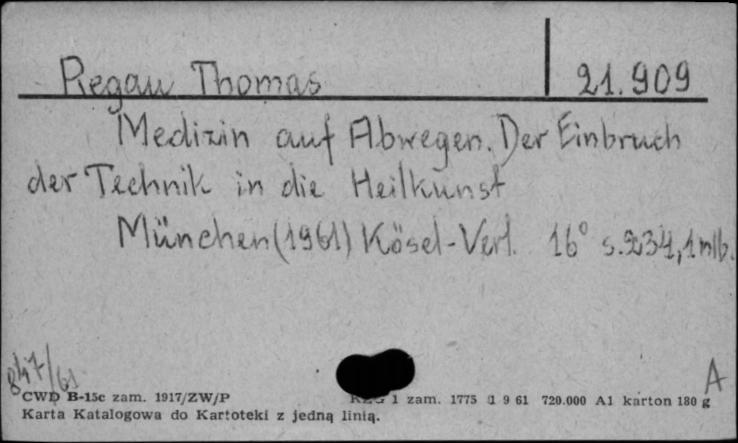 Regau Thomas 21.909
Medizin auf Abwegen. Der Einbruch
der Technik in die Heilkunst
München (1961) Kösel-Verl. 16° s.234, 1 nlb.
847/61
A
CWD B-15c zam. 1917/ZW/P 1 zam. 1775 9 61 720.000 A1 karton 180 g
Karta Katalogowa do Kartoteki z jedną linią.